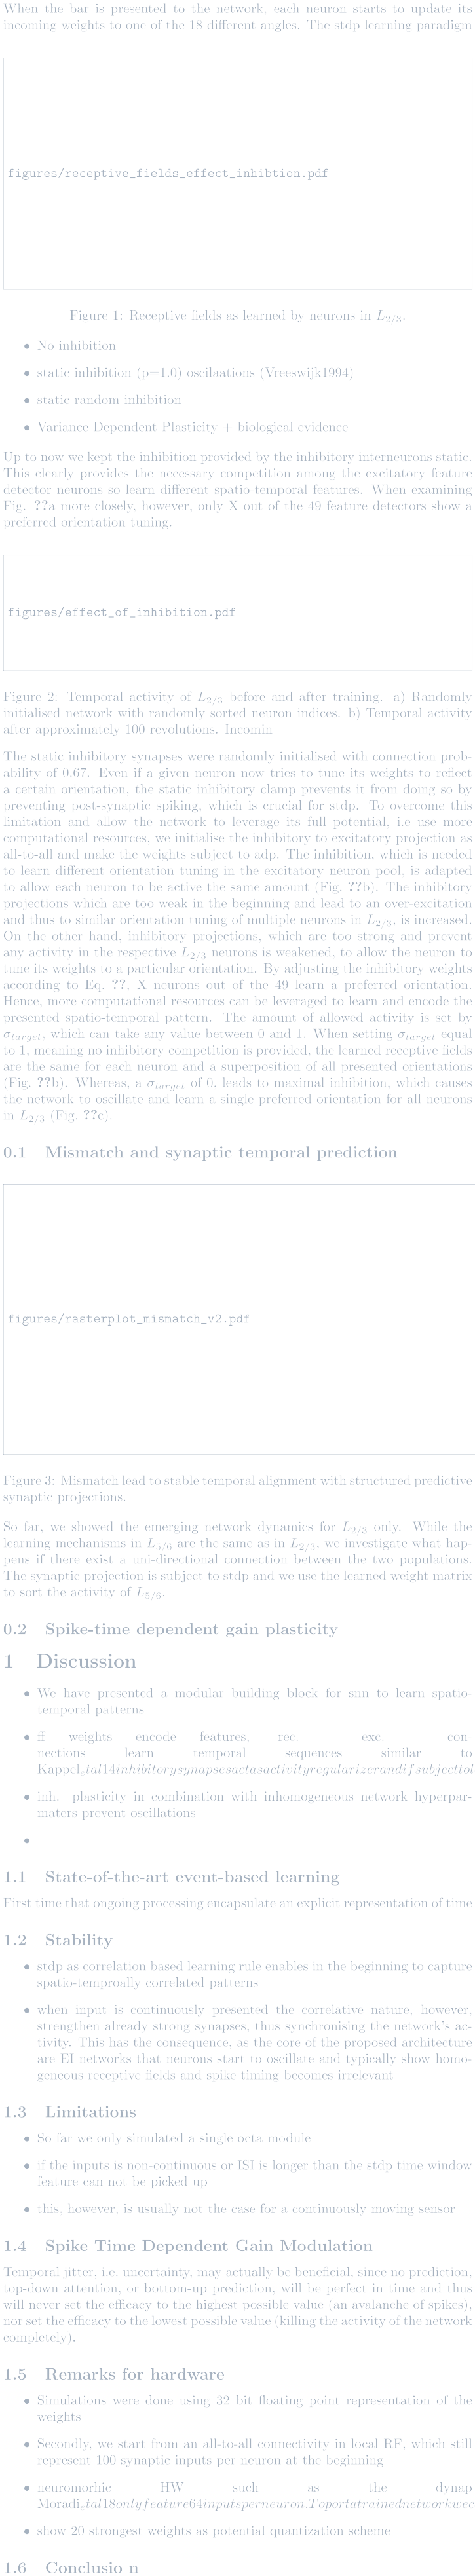 When the bar is presented to the network, each neuron starts to update its
incoming weights to one of the 18 different angles. The stdp learning paradigm
figures/receptive_fields_effect_inhibtion.pdf
Figure 1: Receptive fields as learned by neurons in L2/3.
• No inhibition
• static inhibition (p=1.0) oscilaations (Vreeswijk1994)
• static random inhibition
• Variance Dependent Plasticity + biological evidence
Up to now we kept the inhibition provided by the inhibitory interneurons static.
This clearly provides the necessary competition among the excitatory feature
detector neurons so learn different spatio-temporal features. When examining
Fig. ??a more closely, however, only X out of the 49 feature detectors show a
preferred orientation tuning.
figures/effect_of_inhibition.pdf
Figure 2: Temporal activity of L2/3 before and after training. a) Randomly
initialised network with randomly sorted neuron indices. b) Temporal activity
after approximately 100 revolutions. Incomin
The static inhibitory synapses were randomly initialised with connection prob-
ability of 0.67. Even if a given neuron now tries to tune its weights to reflect
a certain orientation, the static inhibitory clamp prevents it from doing so by
preventing post-synaptic spiking, which is crucial for stdp. To overcome this
limitation and allow the network to leverage its full potential, i.e use more
computational resources, we initialise the inhibitory to excitatory projection as
all-to-all and make the weights subject to adp. The inhibition, which is needed
to learn different orientation tuning in the excitatory neuron pool, is adapted
to allow each neuron to be active the same amount (Fig. ??b). The inhibitory
projections which are too weak in the beginning and lead to an over-excitation
and thus to similar orientation tuning of multiple neurons in L2/3, is increased.
On the other hand, inhibitory projections, which are too strong and prevent
any activity in the respective L2/3 neurons is weakened, to allow the neuron to
tune its weights to a particular orientation. By adjusting the inhibitory weights
according to Eq. ??, X neurons out of the 49 learn a preferred orientation.
Hence, more computational resources can be leveraged to learn and encode the
presented spatio-temporal pattern. The amount of allowed activity is set by
σtarget, which can take any value between 0 and 1. When setting σtarget equal
to 1, meaning no inhibitory competition is provided, the learned receptive fields
are the same for each neuron and a superposition of all presented orientations
(Fig. ??b). Whereas, a σtarget of 0, leads to maximal inhibition, which causes
the network to oscillate and learn a single preferred orientation for all neurons
in L2/3 (Fig. ??c).
0.1 Mismatch and synaptic temporal prediction
figures/rasterplot_mismatch_v2.pdf
Figure 3: Mismatch lead to stable temporal alignment with structured predictive
synaptic projections.
So far, we showed the emerging network dynamics for L2/3 only. While the
learning mechanisms in L5/6 are the same as in L2/3, we investigate what hap-
pens if there exist a uni-directional connection between the two populations.
The synaptic projection is subject to stdp and we use the learned weight matrix
to sort the activity of L5/6.
0.2 Spike-time dependent gain plasticity
1 Discussion
• We have presented a modular building block for snn to learn spatio-
temporal patterns
• ff weights encode features, rec. exc. con-
nections learn temporal sequences similar to
Kappel,tal14inhibitorysynapsesactasactivityregularizerandifsubjecttol
• inh. plasticity in combination with inhomogeneous network hyperpar-
maters prevent oscillations
•
1.1 State-of-the-art event-based learning
First time that ongoing processing encapsulate an explicit representation of time
1.2 Stability
• stdp as correlation based learning rule enables in the beginning to capture
spatio-temproally correlated patterns
• when input is continuously presented the correlative nature, however,
strengthen already strong synapses, thus synchronising the network's ac-
tivity. This has the consequence, as the core of the proposed architecture
are EI networks that neurons start to oscillate and typically show homo-
geneous receptive fields and spike timing becomes irrelevant
1.3 Limitations
• So far we only simulated a single octa module
• if the inputs is non-continuous or ISI is longer than the stdp time window
feature can not be picked up
• this, however, is usually not the case for a continuously moving sensor
1.4 Spike Time Dependent Gain Modulation
Temporal jitter, i.e. uncertainty, may actually be beneficial, since no prediction,
top-down attention, or bottom-up prediction, will be perfect in time and thus
will never set the efficacy to the highest possible value (an avalanche of spikes),
nor set the efficacy to the lowest possible value (killing the activity of the network
completely).
1.5 Remarks for hardware
• Simulations were done using 32 bit floating point representation of the
weights
• Secondly, we start from an all-to-all connectivity in local RF, which still
represent 100 synaptic inputs per neuron at the beginning
• neuromorhic HW such as the dynap
Moradi,tal18onlyfeature64inputsperneuron.Toportatrainednetworkwec
• show 20 strongest weights as potential quantization scheme
1.6 Conclusio n